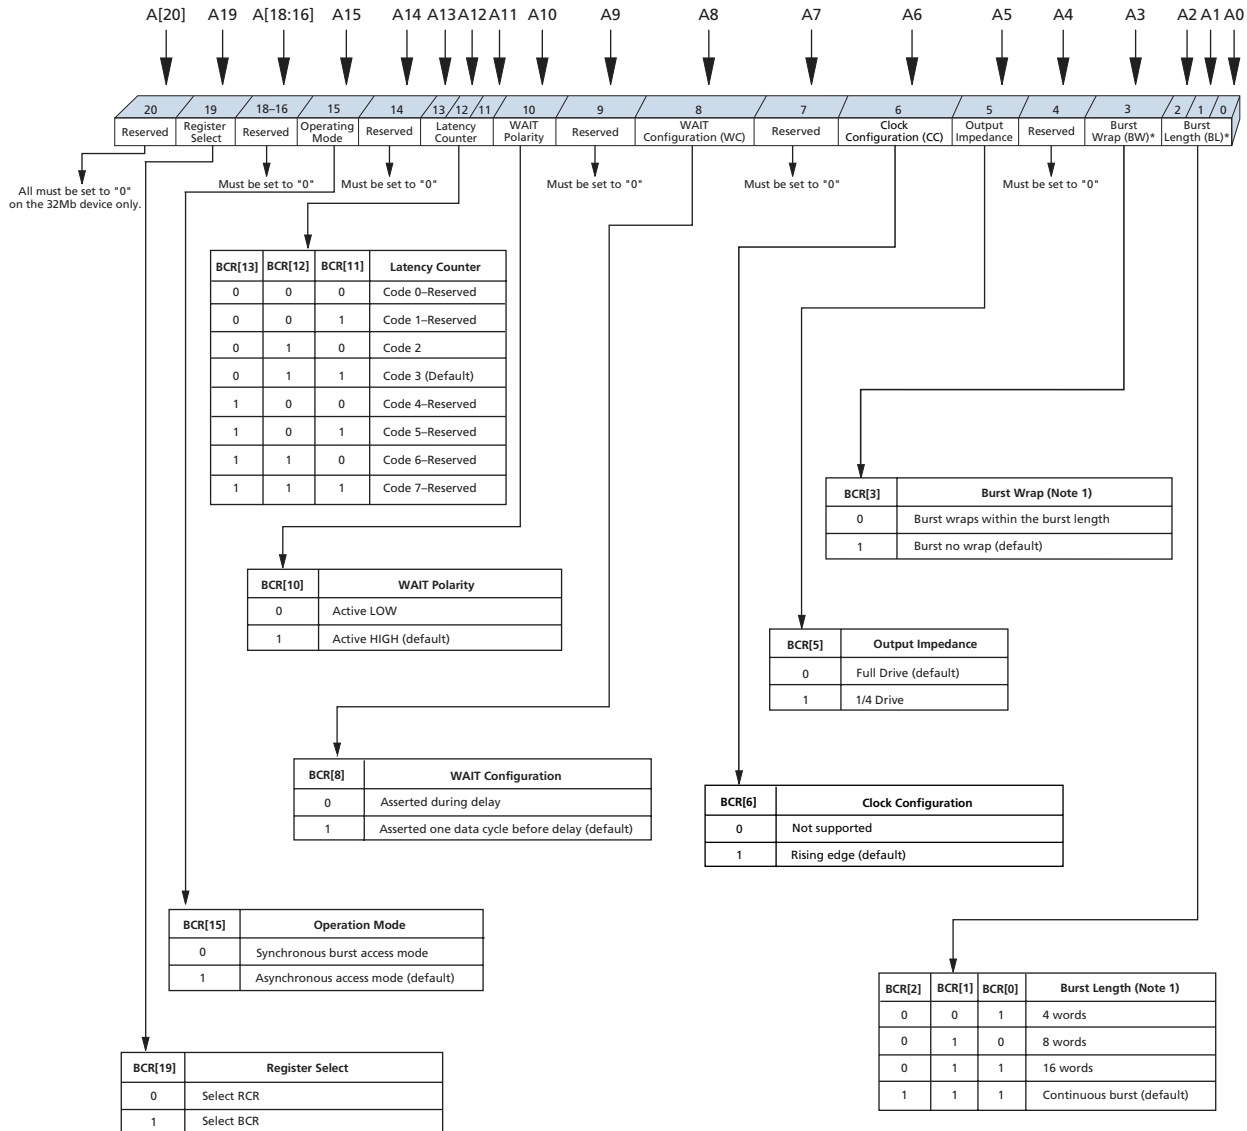 A[20] A19 A[18:16] A15 A14 A13 A12 A11 A10 A9 A8 A7 A6 A5 A4 A3 A2 A1 A0
20 19 18–16 15 14 13 12 11 10 9 8 7 6 5 4 3 2 1 0
Reserved
Register
Select
Reserved
Operating
Mode
Reserved
Latency
Counter
WAIT
Polarity
Reserved
WAIT
Configuration (WC)
Reserved
Clock
Configuration (CC)
Output
Impedance
Reserved
Burst
Wrap (BW)*
Burst
Length (BL)*
All must be set to "0"
on the 32Mb device only.
Must be set to "0"
Must be set to "0"
Must be set to "0"
Must be set to "0"
Must be set to "0"
BCR[13] BCR[12] BCR[11] Latency Counter
0 0 0 Code 0–Reserved
0 0 1 Code 1–Reserved
0 1 0 Code 2
0 1 1 Code 3 (Default)
1 0 0 Code 4–Reserved
1 0 1 Code 5–Reserved
1 1 0 Code 6–Reserved
1 1 1 Code 7–Reserved
BCR[3] Burst Wrap (Note 1)
0 Burst wraps within the burst length
1 Burst no wrap (default)
BCR[10] WAIT Polarity
0 Active LOW
1 Active HIGH (default)
BCR[5] Output Impedance
0 Full Drive (default)
1 1/4 Drive
BCR[8] WAIT Configuration
0 Asserted during delay
1 Asserted one data cycle before delay (default)
BCR[6] Clock Configuration
0 Not supported
1 Rising edge (default)
BCR[15] Operation Mode
0 Synchronous burst access mode
1 Asynchronous access mode (default)
BCR[2] BCR[1] BCR[0] Burst Length (Note 1)
0 0 1 4 words
0 1 0 8 words
0 1 1 16 words
1 1 1 Continuous burst (default)
BCR[19] Register Select
0 Select RCR
1 Select BCR